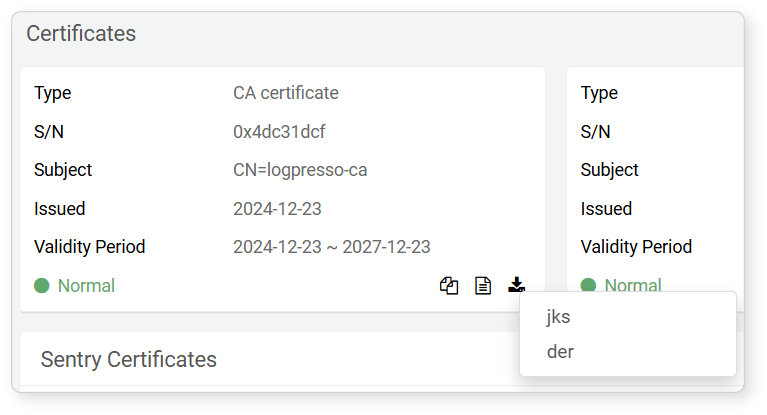 Certificates
Type CA certificate
S/N 0x4dc31dcf
Subject CN=logpresso-ca
Issued 2024-12-23
Validity Period 2024-12-23 ~ 2027-12-23
Normal
Type
S/N
Subject
Issued
Validity Period
Normal
jks
der
Sentry Certificates